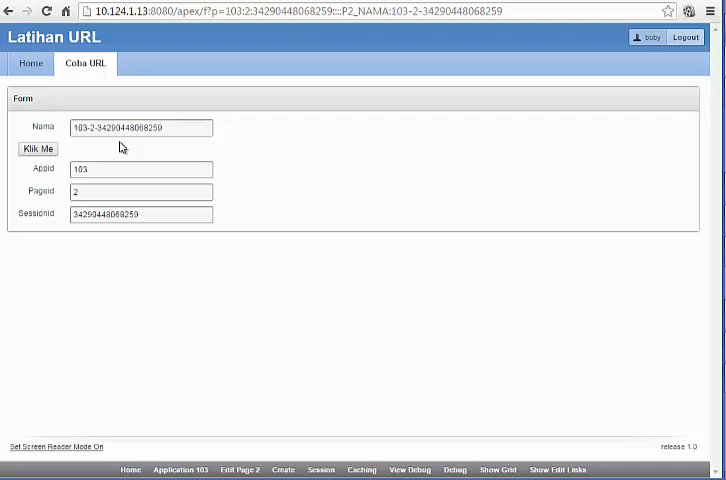 10.124.1.13:8080/apex/f?p=103:2:34290448068259::::P2_NAMA:103-2-34290448068259
Latihan URL
boby Logout
Home Coba URL
Form
Nama 103-2-34290448068259
Klik Me
Appid 103
Pageid 2
Sessionid 34290448068259
Set Screen Reader Mode On release 1.0
Home Application 103 Edit Page 2 Create Session Caching View Debug Debug Show Grid Show Edit Links